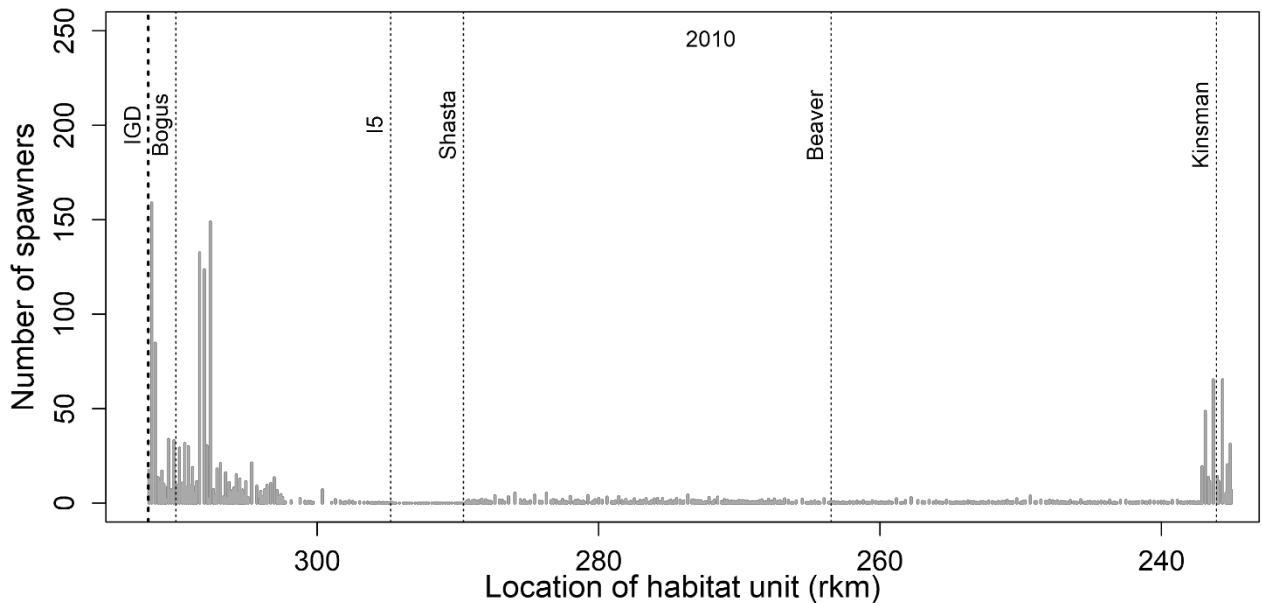 2010
Number of spawners
250
200
150
100
50
0
IGD
Bogus
I5
Shasta
Beaver
Kinsman
300
280
260
240
Location of habitat unit (rkm)